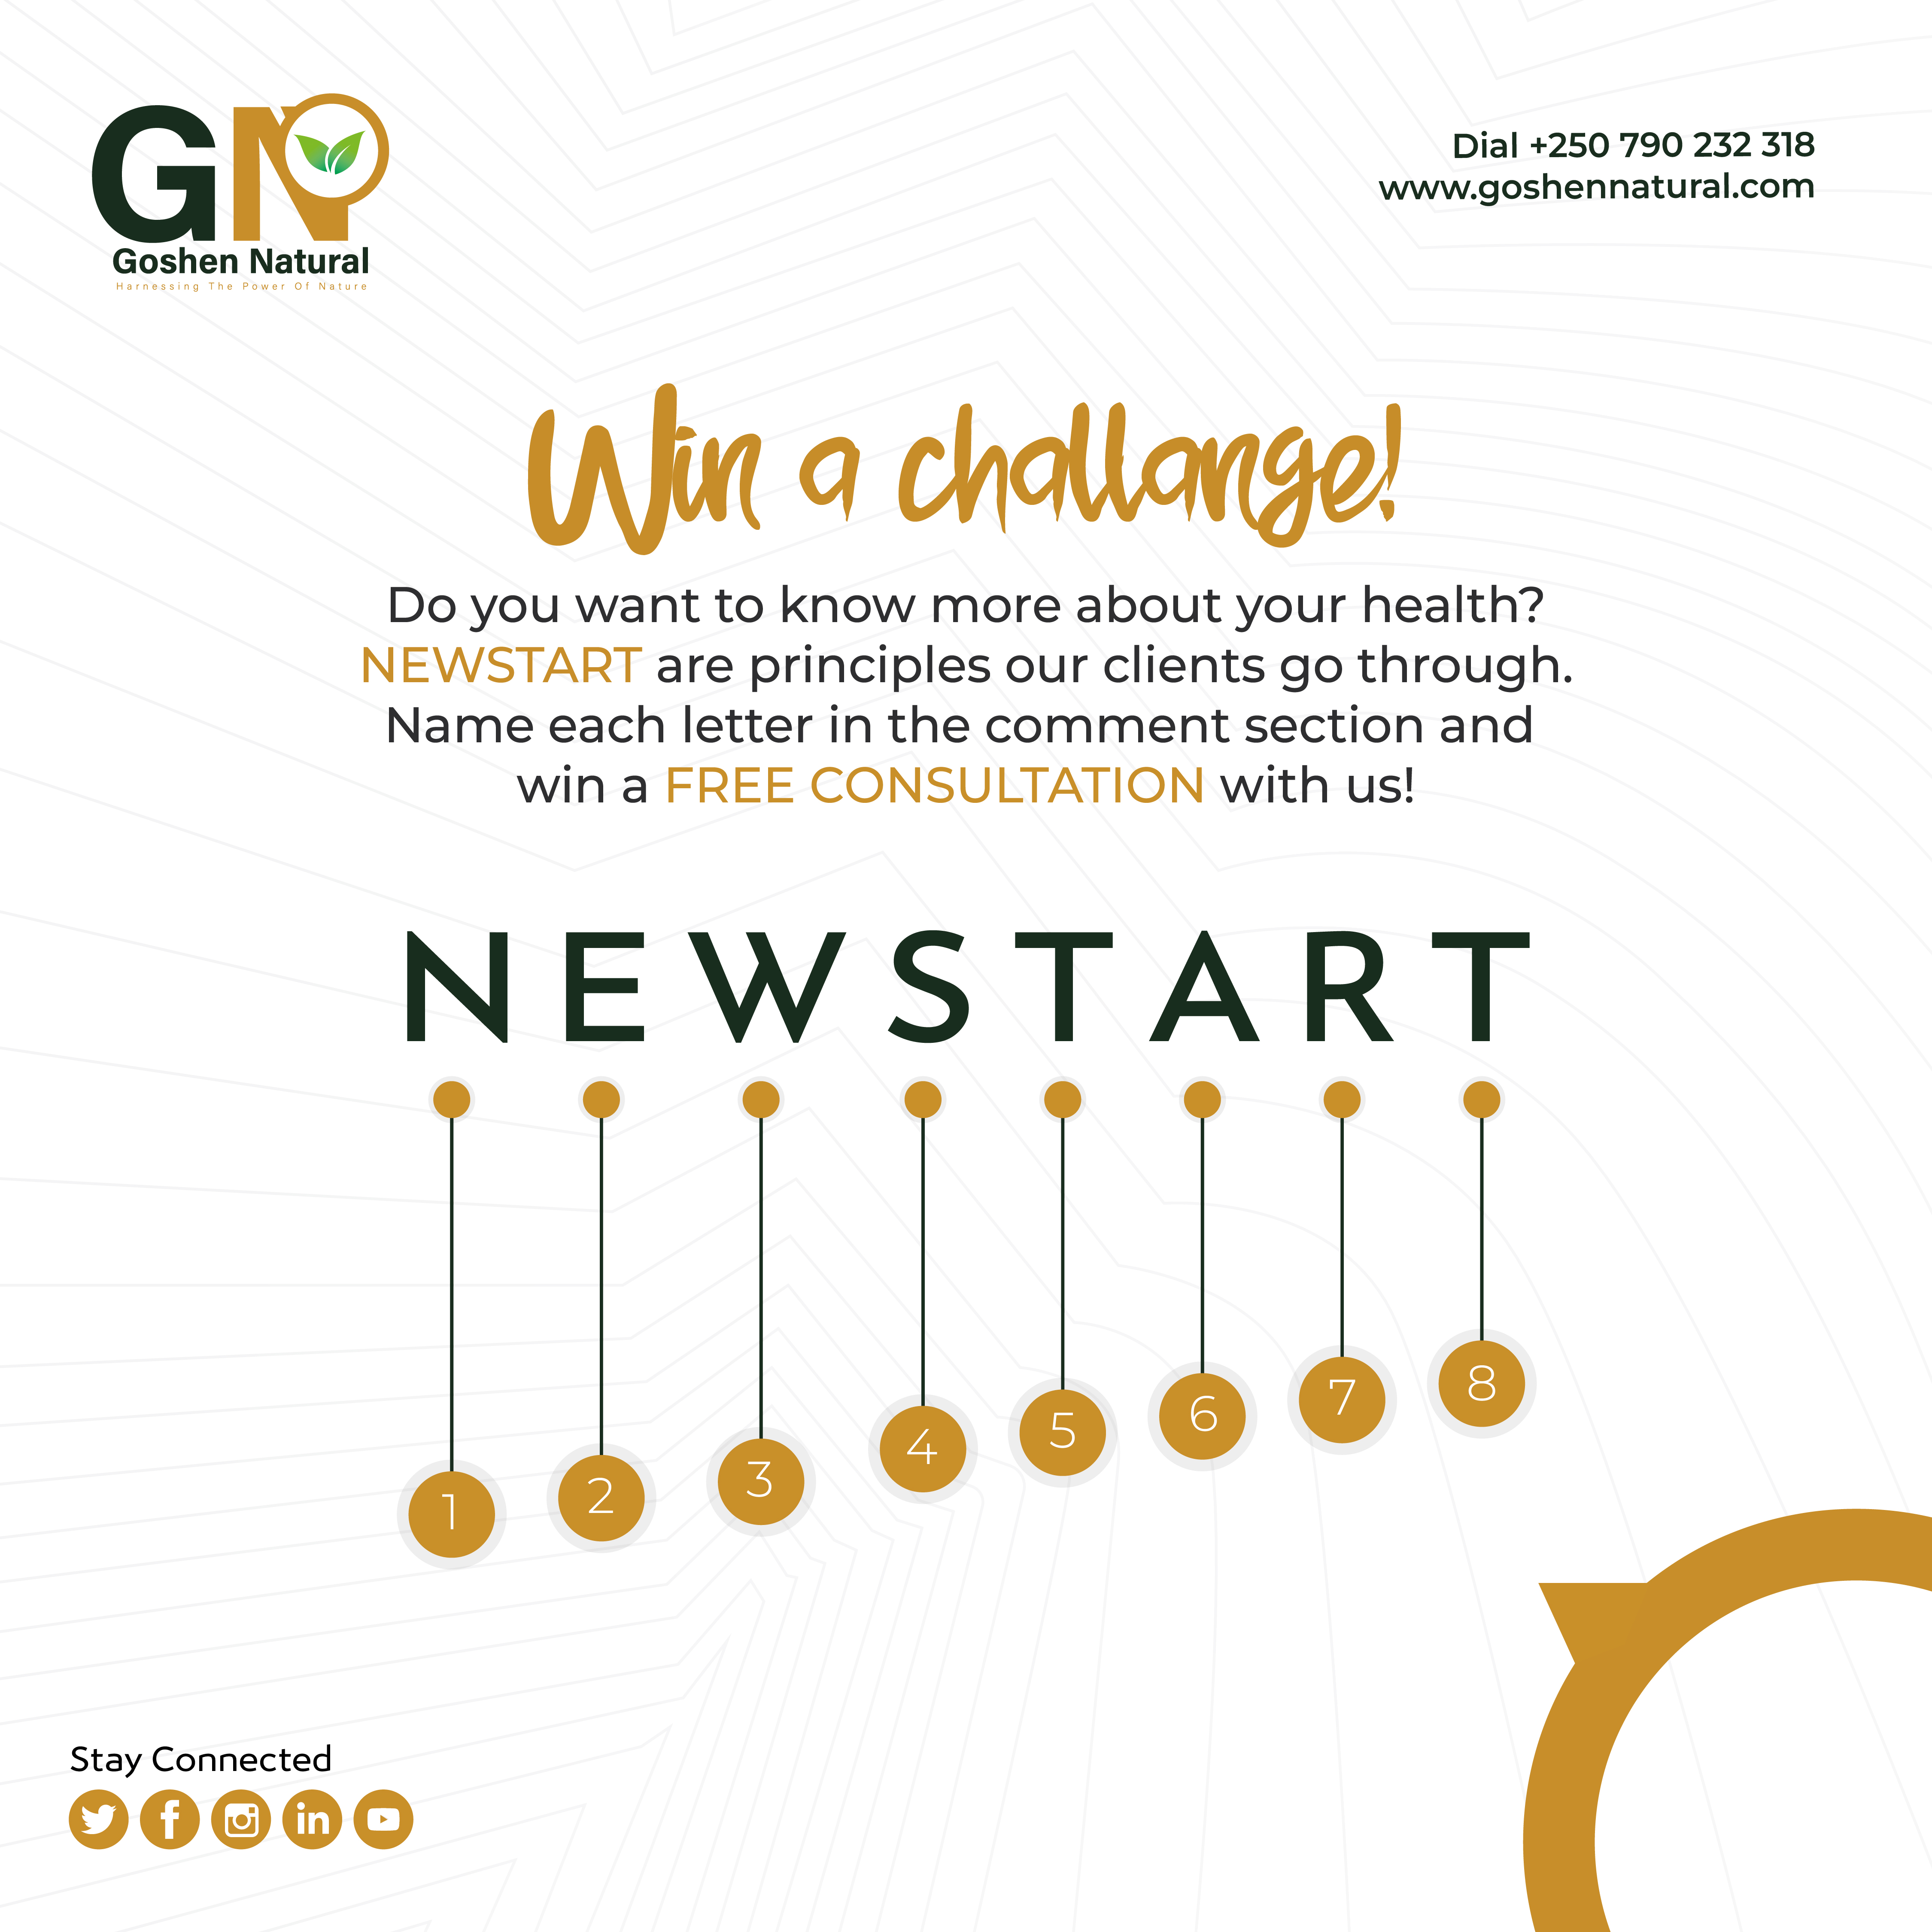 GN
Goshen Natural
Harnessing The Power Of Nature
Dial +250 790 232 318
www.goshennatural.com
Win a challange!
Do you want to know more about your health?
NEWSTART are principles our clients go through.
Name each letter in the comment section and
win a FREE CONSULTATION with us!
NEWSTART
1 2 3 4 5 6 7 8
Stay Connected